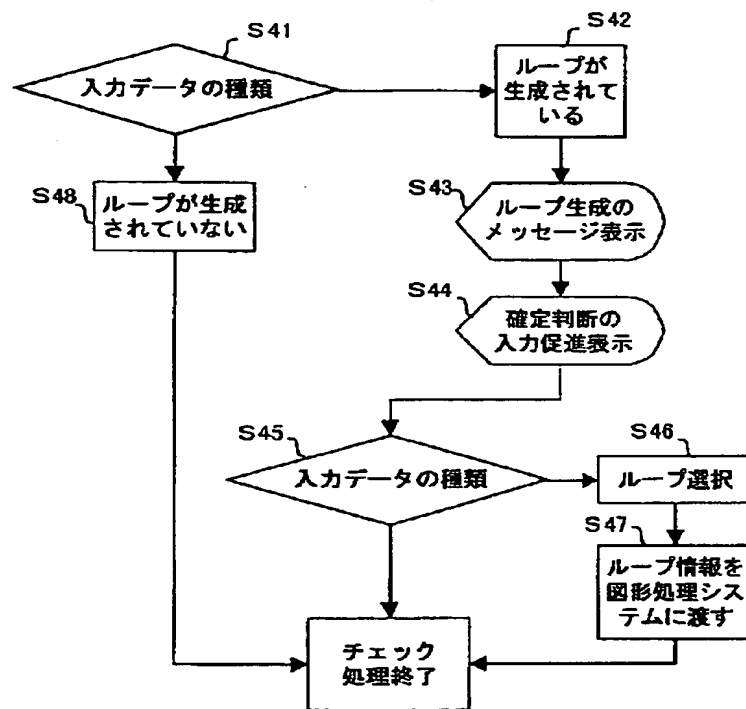 S41
入力データの種類
S42
ループが
生成されて
いる
S48
ループが生成
されていない
S43
ループ生成の
メッセージ表示
S44
確定判断の
入力促進表示
S45
入力データの種類
S46
ループ選択
S47
ループ情報を
図形処理シス
テムに渡す
チェック
処理終了